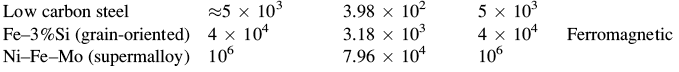 Low carbon steel ≈5 × 10³ 3.98 × 10² 5 × 10³
Fe–3%Si (grain-oriented) 4 × 10⁴ 3.18 × 10³ 4 × 10⁴ Ferromagnetic
Ni–Fe–Mo (supermalloy) 10⁶ 7.96 × 10⁴ 10⁶